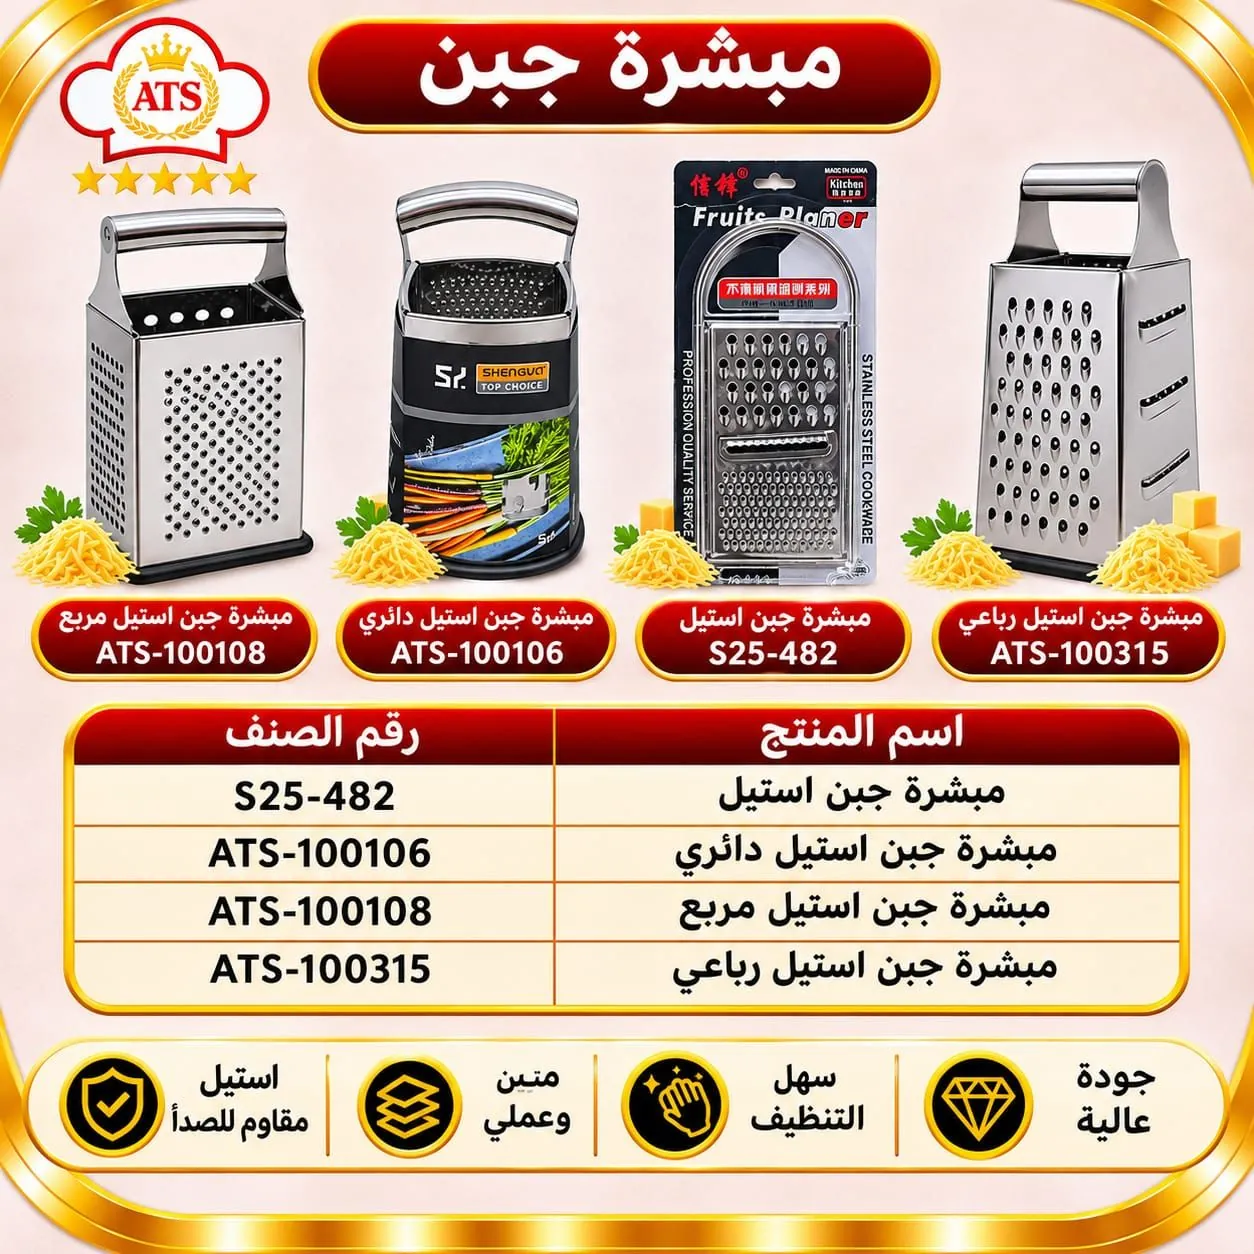 مبشرة جبن
ATS
信锋®
MADE IN CHINA
Kitchen
Fruits Planer
SHENGUA
TOP CHOICE
PROFESSION QUALITY SERVICE
STAINLESS STEEL COOKWARE
مبشرة جبن استيل مربع
ATS-100108
مبشرة جبن استيل دائري
ATS-100106
مبشرة جبن استيل
S25-482
مبشرة جبن استيل رباعي
ATS-100315
اسم المنتج رقم الصنف
مبشرة جبن استيل S25-482
مبشرة جبن استيل دائري ATS-100106
مبشرة جبن استيل مربع ATS-100108
مبشرة جبن استيل رباعي ATS-100315
جودة
عالية
سهل
التنظيف
متين
وعملي
استيل
مقاوم للصدأ